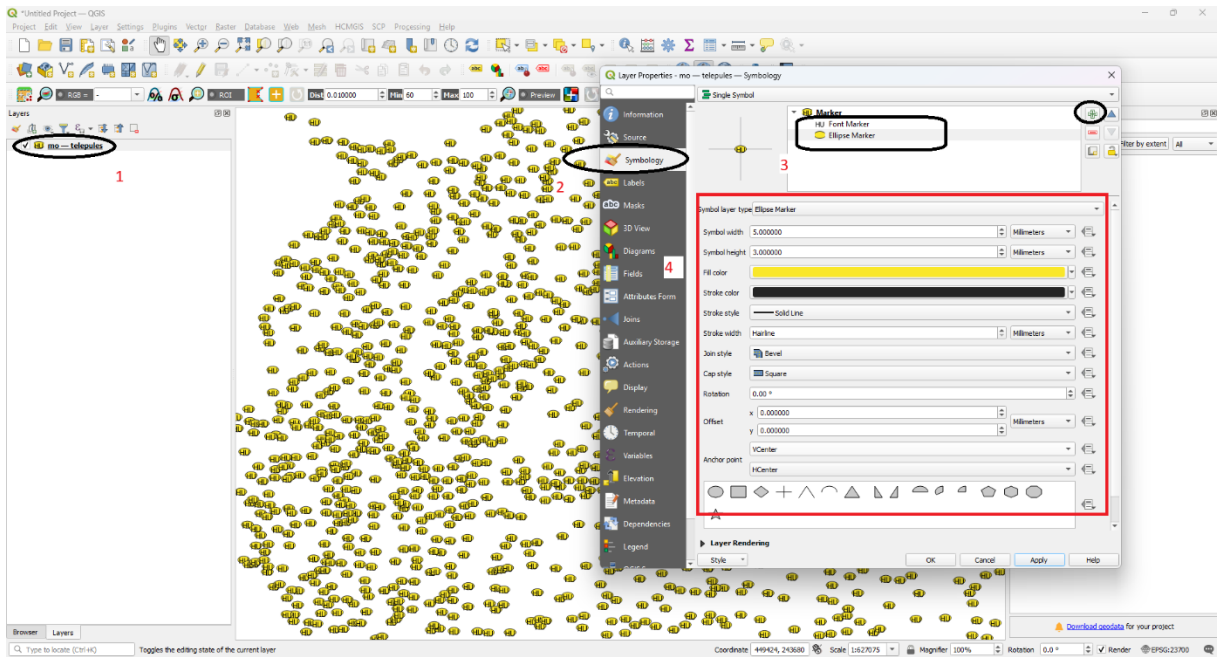 *Untitled Project — QGIS
Project Edit View Layer Settings Plugins Vector Raster Database Web Mesh HCMGIS SCP Processing Help
RGB = - ROI Dist 0.010000 Min 60 Max 100 Preview
Layers
mo — telepules
1
2
3
4
HU
Layer Properties - mo — telepules — Symbology
Information
Source
Symbology
Labels
Masks
3D View
Diagrams
Fields
Attributes Form
Joins
Auxiliary Storage
Actions
Display
Rendering
Temporal
Variables
Elevation
Metadata
Dependencies
Legend
Single Symbol
Marker
HU Font Marker
Ellipse Marker
Symbol layer type Ellipse Marker
Symbol width 5.000000 Millimeters
Symbol height 3.000000 Millimeters
Fill color
Stroke color
Stroke style Solid Line
Stroke width Hairline Millimeters
Join style Bevel
Cap style Square
Rotation 0.00 °
Offset x 0.000000 Millimeters
y 0.000000
Anchor point VCenter
HCenter
Layer Rendering
Style OK Cancel Apply Help
Filter by extent All
Download geodata for your project
Browser Layers
Type to locate (Ctrl+K) Toggles the editing state of the current layer Coordinate 449424, 243680 Scale 1:627075 Magnifier 100% Rotation 0.0 ° Render EPSG:23700